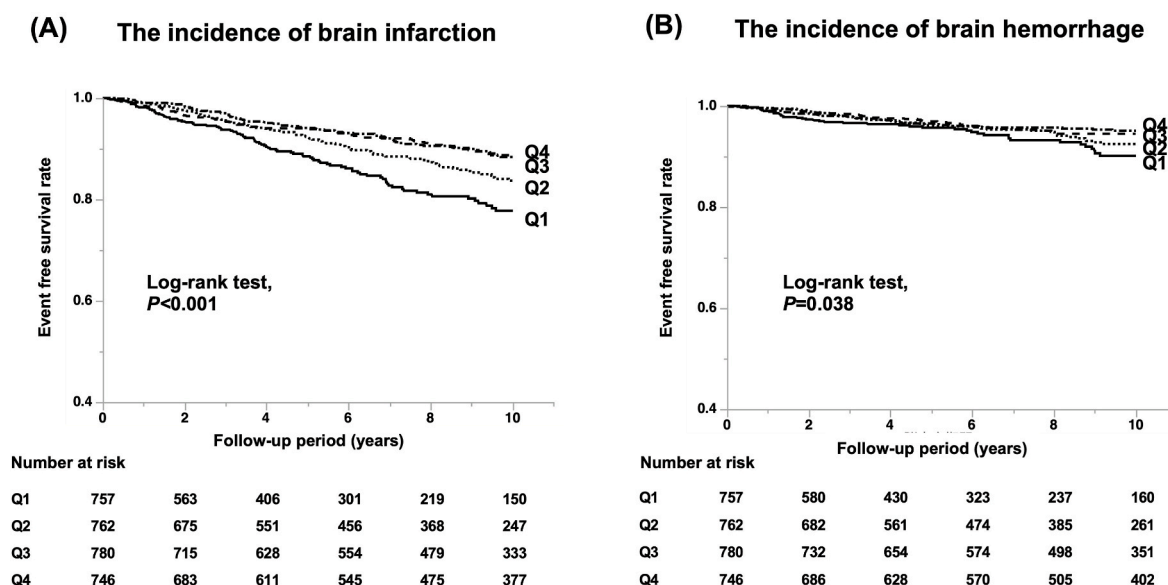 (A) The incidence of brain infarction
1.0
0.8
0.6
0.4
Event free survival rate
Q4
Q3
Q2
Q1
Log-rank test,
P<0.001
0 2 4 6 8 10
Follow-up period (years)
Number at risk
Q1 757 563 406 301 219 150
Q2 762 675 551 456 368 247
Q3 780 715 628 554 479 333
Q4 746 683 611 545 475 377
(B) The incidence of brain hemorrhage
1.0
0.8
0.6
0.4
Event free survival rate
Q4
Q3
Q2
Q1
Log-rank test,
P=0.038
0 2 4 6 8 10
Follow-up period (years)
Number at risk
Q1 757 580 430 323 237 160
Q2 762 682 561 474 385 261
Q3 780 732 654 574 498 351
Q4 746 686 628 570 505 402